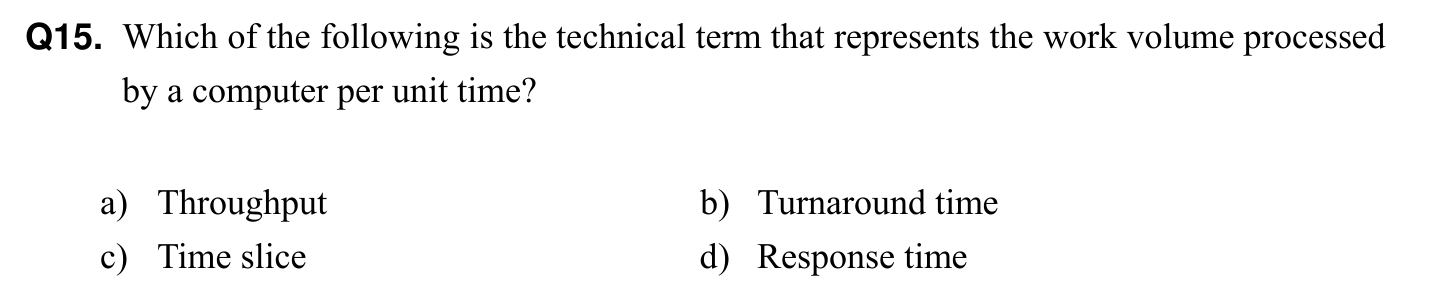 Q15. Which of the following is the technical term that represents the work volume processed
by a computer per unit time?
a) Throughput b) Turnaround time
c) Time slice d) Response time